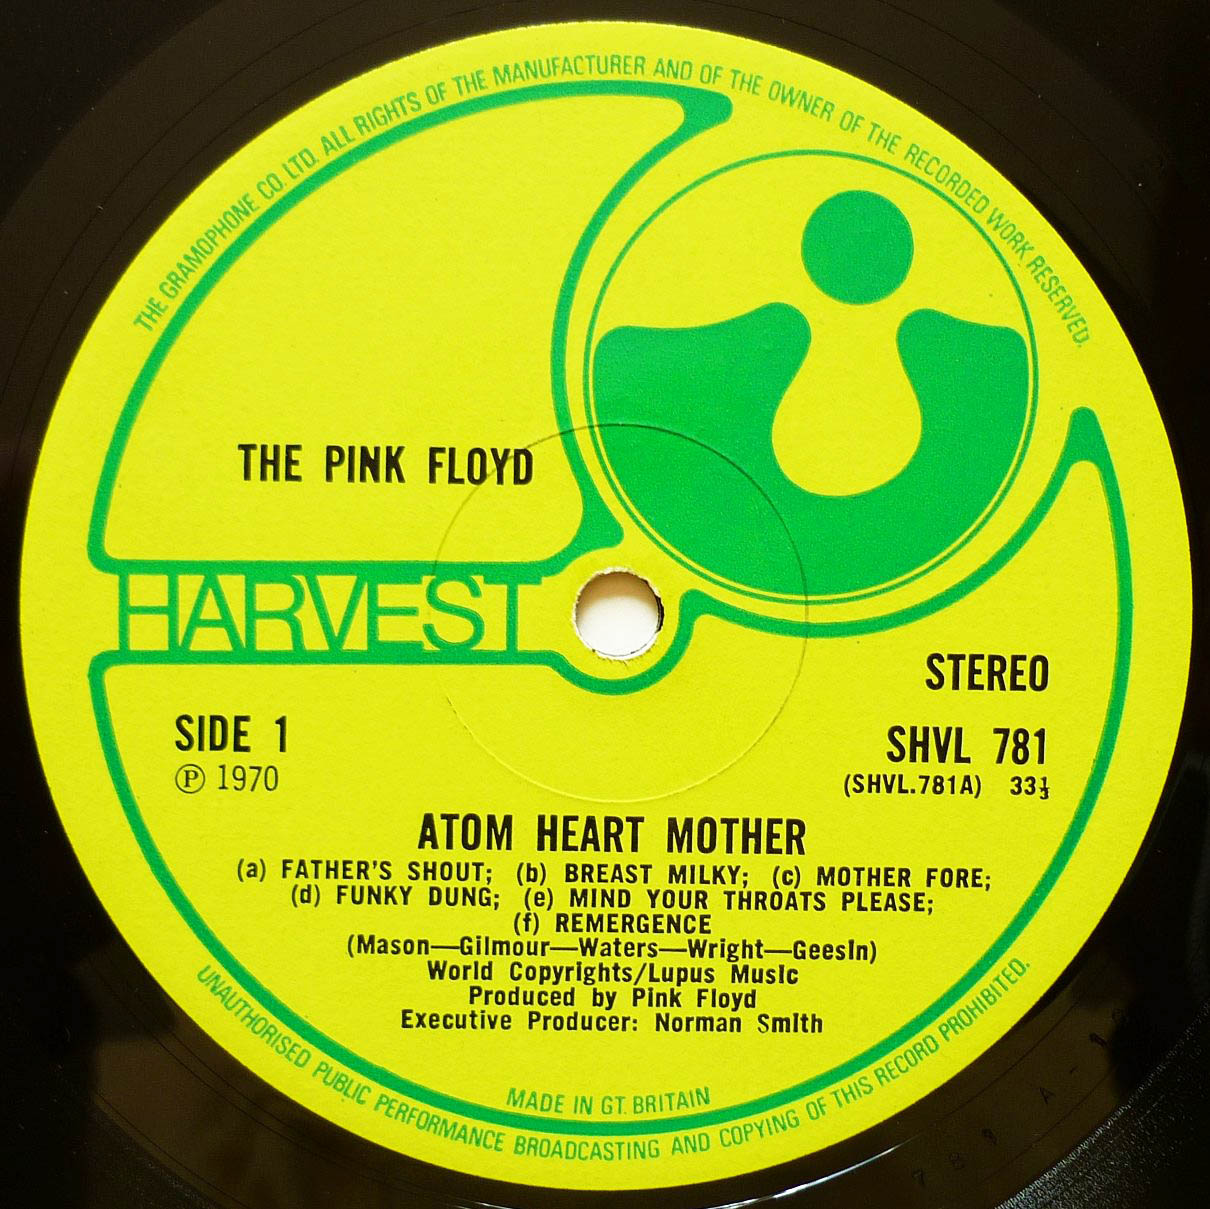 THE GRAMOPHONE CO. LTD. ALL RIGHTS OF THE MANUFACTURER AND OF THE OWNER OF THE RECORDED WORK RESERVED.
THE PINK FLOYD
HARVEST
STEREO
SIDE 1
SHVL 781
℗ 1970
(SHVL.781A) 33⅓
ATOM HEART MOTHER
(a) FATHER'S SHOUT; (b) BREAST MILKY; (c) MOTHER FORE;
(d) FUNKY DUNG; (e) MIND YOUR THROATS PLEASE;
(f) REMERGENCE
(Mason—Gilmour—Waters—Wright—Geesin)
World Copyrights/Lupus Music
Produced by Pink Floyd
Executive Producer: Norman Smith
MADE IN GT. BRITAIN
UNAUTHORISED PUBLIC PERFORMANCE BROADCASTING AND COPYING OF THIS RECORD PROHIBITED.